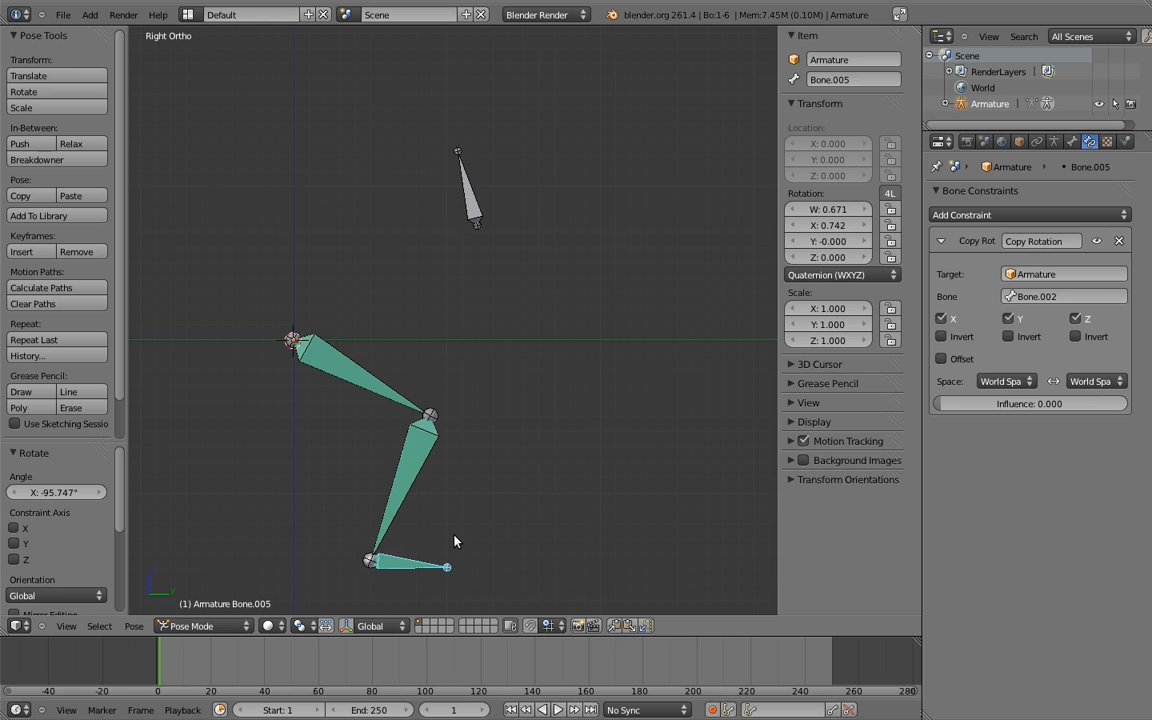 File Add Render Help Default Scene Blender Render blender.org 261.4 | Bo:1-6 | Mem:7.45M (0.10M) | Armature
Pose Tools
Transform:
Translate
Rotate
Scale
In-Between:
Push Relax
Breakdowner
Pose:
Copy Paste
Add To Library
Keyframes:
Insert Remove
Motion Paths:
Calculate Paths
Clear Paths
Repeat:
Repeat Last
History...
Grease Pencil:
Draw Line
Poly Erase
Use Sketching Sessio
Rotate
Angle
X: -95.747°
Constraint Axis
X
Y
Z
Orientation
Global
Right Ortho
(1) Armature Bone.005
Item
Armature
Bone.005
Transform
Location:
X: 0.000
Y: 0.000
Z: 0.000
Rotation: 4L
W: 0.671
X: 0.742
Y: -0.000
Z: 0.000
Quaternion (WXYZ)
Scale:
X: 1.000
Y: 1.000
Z: 1.000
3D Cursor
Grease Pencil
View
Display
Motion Tracking
Background Images
Transform Orientations
View Search All Scenes
Scene
RenderLayers
World
Armature
Armature Bone.005
Bone Constraints
Add Constraint
Copy Rot Copy Rotation
Target: Armature
Bone Bone.002
X Y Z
Invert Invert Invert
Offset
Space: World Spa World Spa
Influence: 0.000
View Select Pose Pose Mode Global
-40 -20 0 20 40 60 80 100 120 140 160 180 200 220 240 260 280
View Marker Frame Playback Start: 1 End: 250 1 No Sync